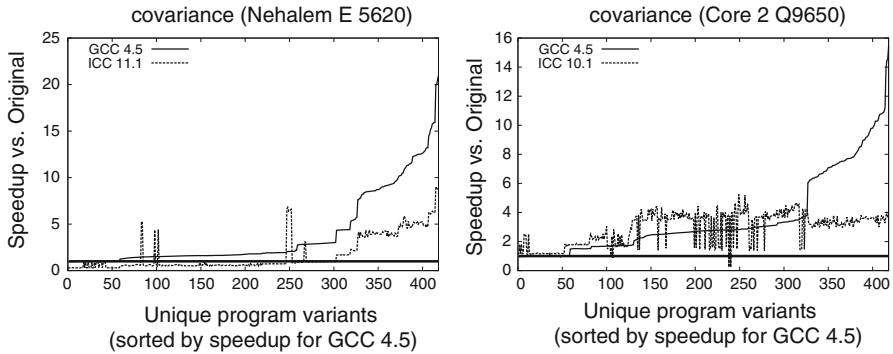 covariance (Nehalem E 5620)
Speedup vs. Original
25
20
15
10
5
0
GCC 4.5
ICC 11.1
0 50 100 150 200 250 300 350 400
Unique program variants
(sorted by speedup for GCC 4.5)
covariance (Core 2 Q9650)
Speedup vs. Original
16
14
12
10
8
6
4
2
0
GCC 4.5
ICC 10.1
0 50 100 150 200 250 300 350 400
Unique program variants
(sorted by speedup for GCC 4.5)